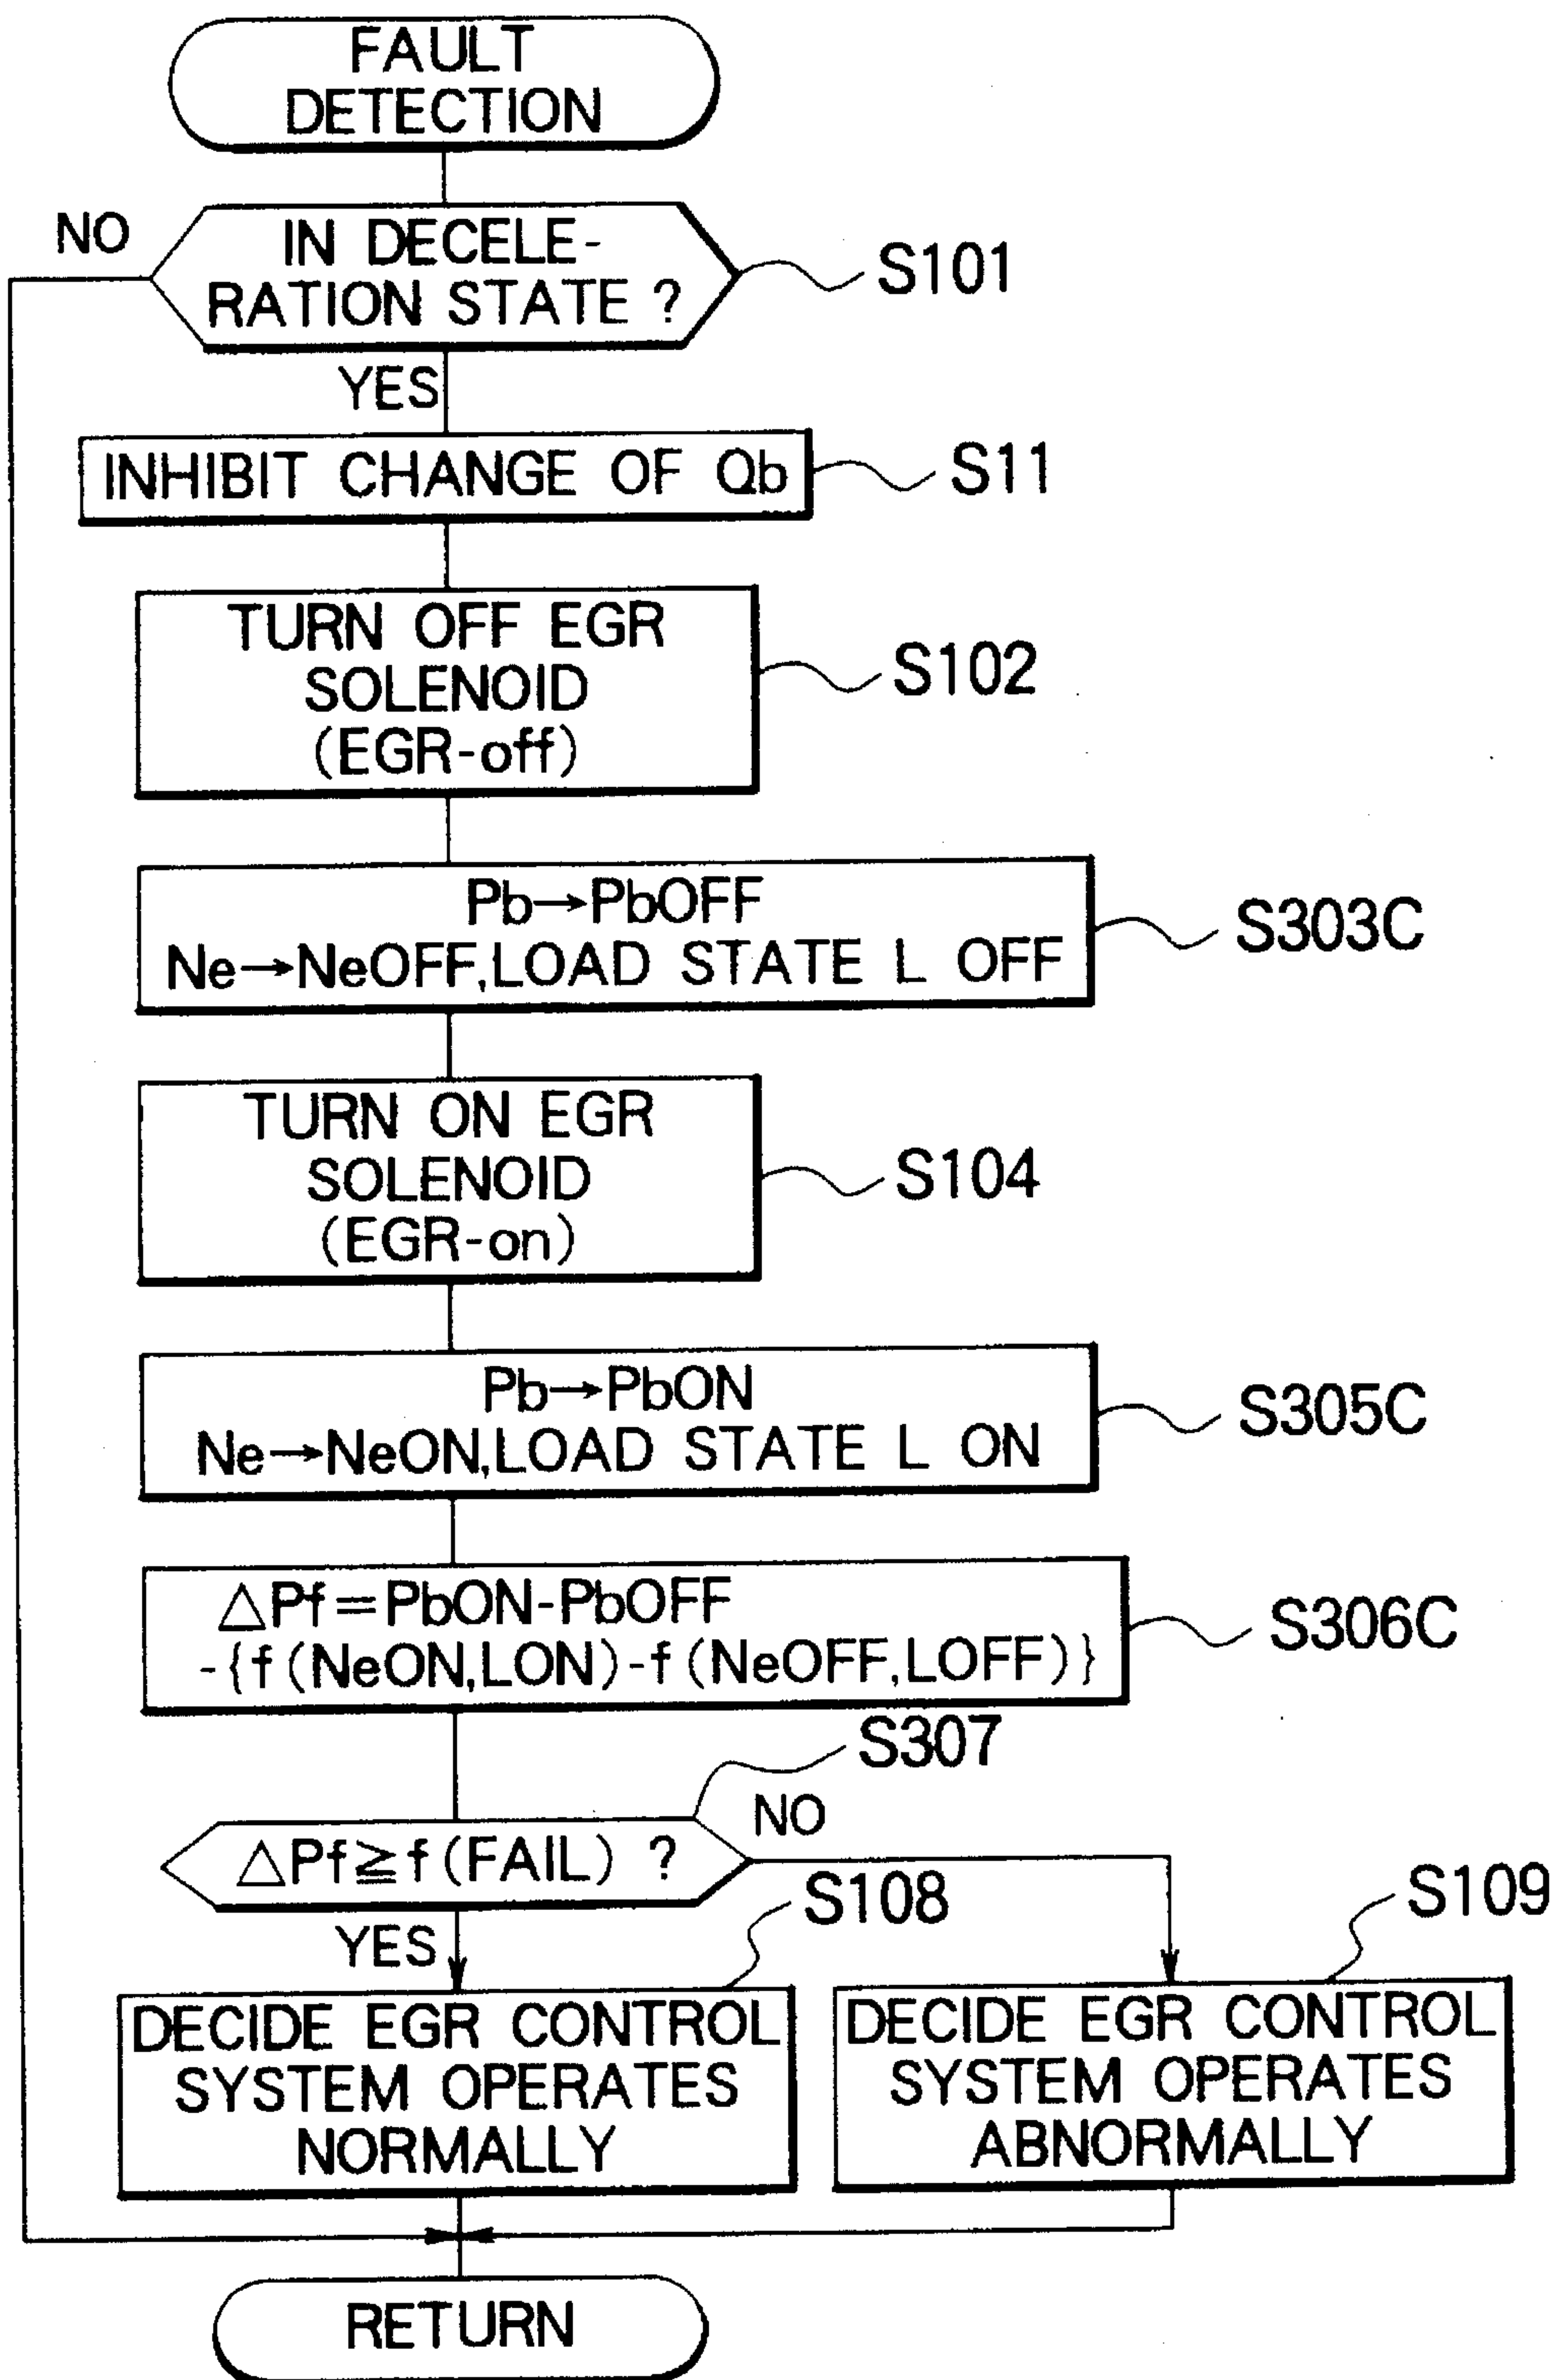 FAULT
DETECTION
NO
IN DECELE-
RATION STATE ?
S101
YES
INHIBIT CHANGE OF Qb
S11
TURN OFF EGR
SOLENOID
(EGR-off)
S102
Pb→PbOFF
Ne→NeOFF,LOAD STATE L OFF
S303C
TURN ON EGR
SOLENOID
(EGR-on)
S104
Pb→PbON
Ne→NeON,LOAD STATE L ON
S305C
△Pf=PbON-PbOFF
-{f(NeON,LON)-f(NeOFF,LOFF)}
S306C
S307
△Pf≧f(FAIL) ?
NO
YES
S108
S109
DECIDE EGR CONTROL
SYSTEM OPERATES
NORMALLY
DECIDE EGR CONTROL
SYSTEM OPERATES
ABNORMALLY
RETURN